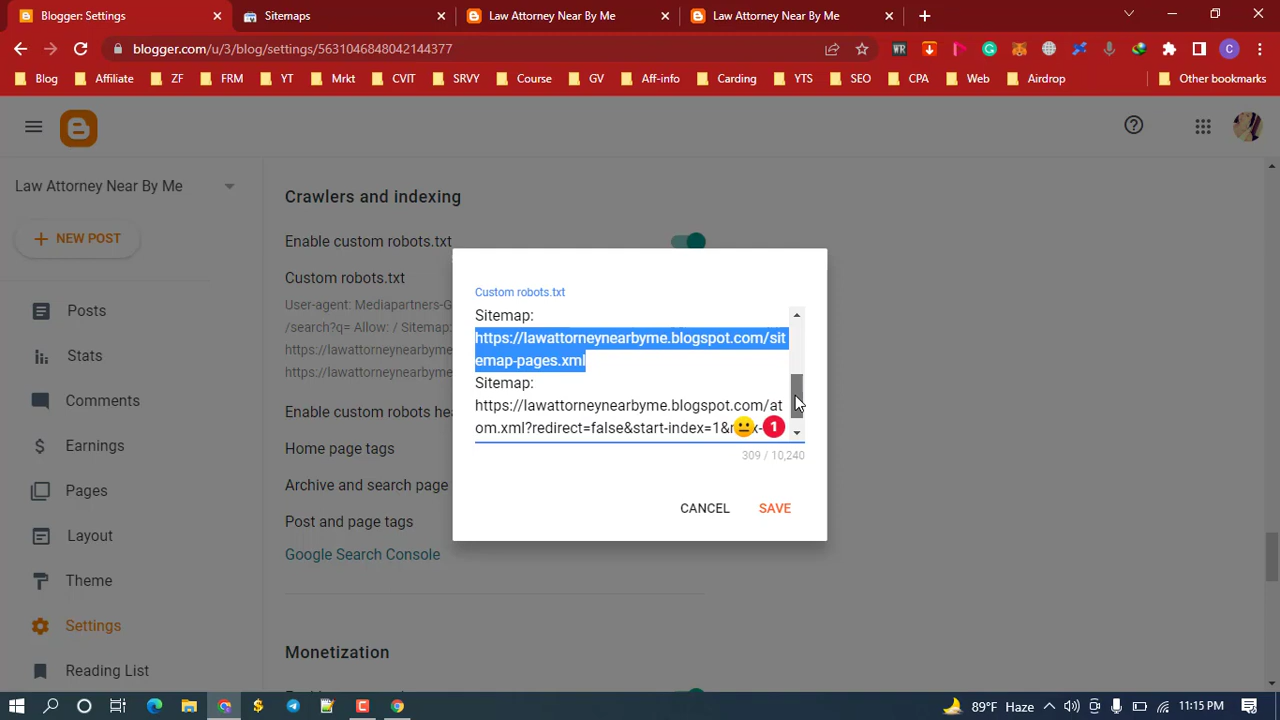 Blogger: Settings
Sitemaps
Law Attorney Near By Me
Law Attorney Near By Me
blogger.com/u/3/blog/settings/5631046848042144377
WR
C
Blog
Affiliate
ZF
FRM
YT
Mrkt
CVIT
SRVY
Course
GV
Aff-info
Carding
YTS
SEO
CPA
Web
Airdrop
Other bookmarks
Law Attorney Near By Me
NEW POST
Posts
Stats
Comments
Earnings
Pages
Layout
Theme
Settings
Reading List
Crawlers and indexing
Enable custom robots.txt
Custom robots.txt
User-agent: Mediapartners-G
/search?q= Allow: / Sitemap:
https://lawattorneynearbyme
https://lawattorneynearbyme
Enable custom robots hea
Home page tags
Archive and search page
Post and page tags
Google Search Console
Monetization
Custom robots.txt
Sitemap:
https://lawattorneynearbyme.blogspot.com/sit
emap-pages.xml
Sitemap:
https://lawattorneynearbyme.blogspot.com/at
om.xml?redirect=false&start-index=1&m x-
1
309 / 10,240
CANCEL
SAVE
89°F Haze
11:15 PM